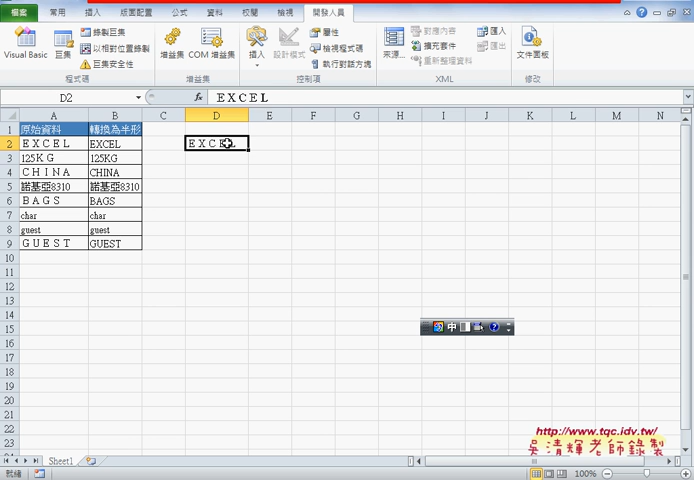 檔案 常用 插入 版面配置 公式 資料 校閱 檢視 開發人員
Visual Basic 巨集 錄製巨集 以相對位置錄製 巨集安全性 增益集 COM 增益集 插入 設計模式 屬性 檢視程式碼 執行對話方塊 來源... 對應內容 擴充套件 重新整理資料 匯入 匯出 文件面板
程式碼 增益集 控制項 XML 修改
D2 fx ＥＸＣＥＬ
A B C D E F G H I J K L M N
1 原始資料 轉換為半形
2 ＥＸＣＥＬ EXCEL ＥＸＣＥＬ
3 125ＫＧ 125KG
4 ＣＨＩＮＡ CHINA
5 諾基亞8310 諾基亞8310
6 ＢＡＧＳ BAGS
7 char char
8 guest guest
9 ＧＵＥＳＴ GUEST
10
11
12
13
14
15 中
16
17
18
19
20
21
22 http://www.tqc.idv.tw/
23 吳清輝老師錄製
Sheet1
就緒 100%